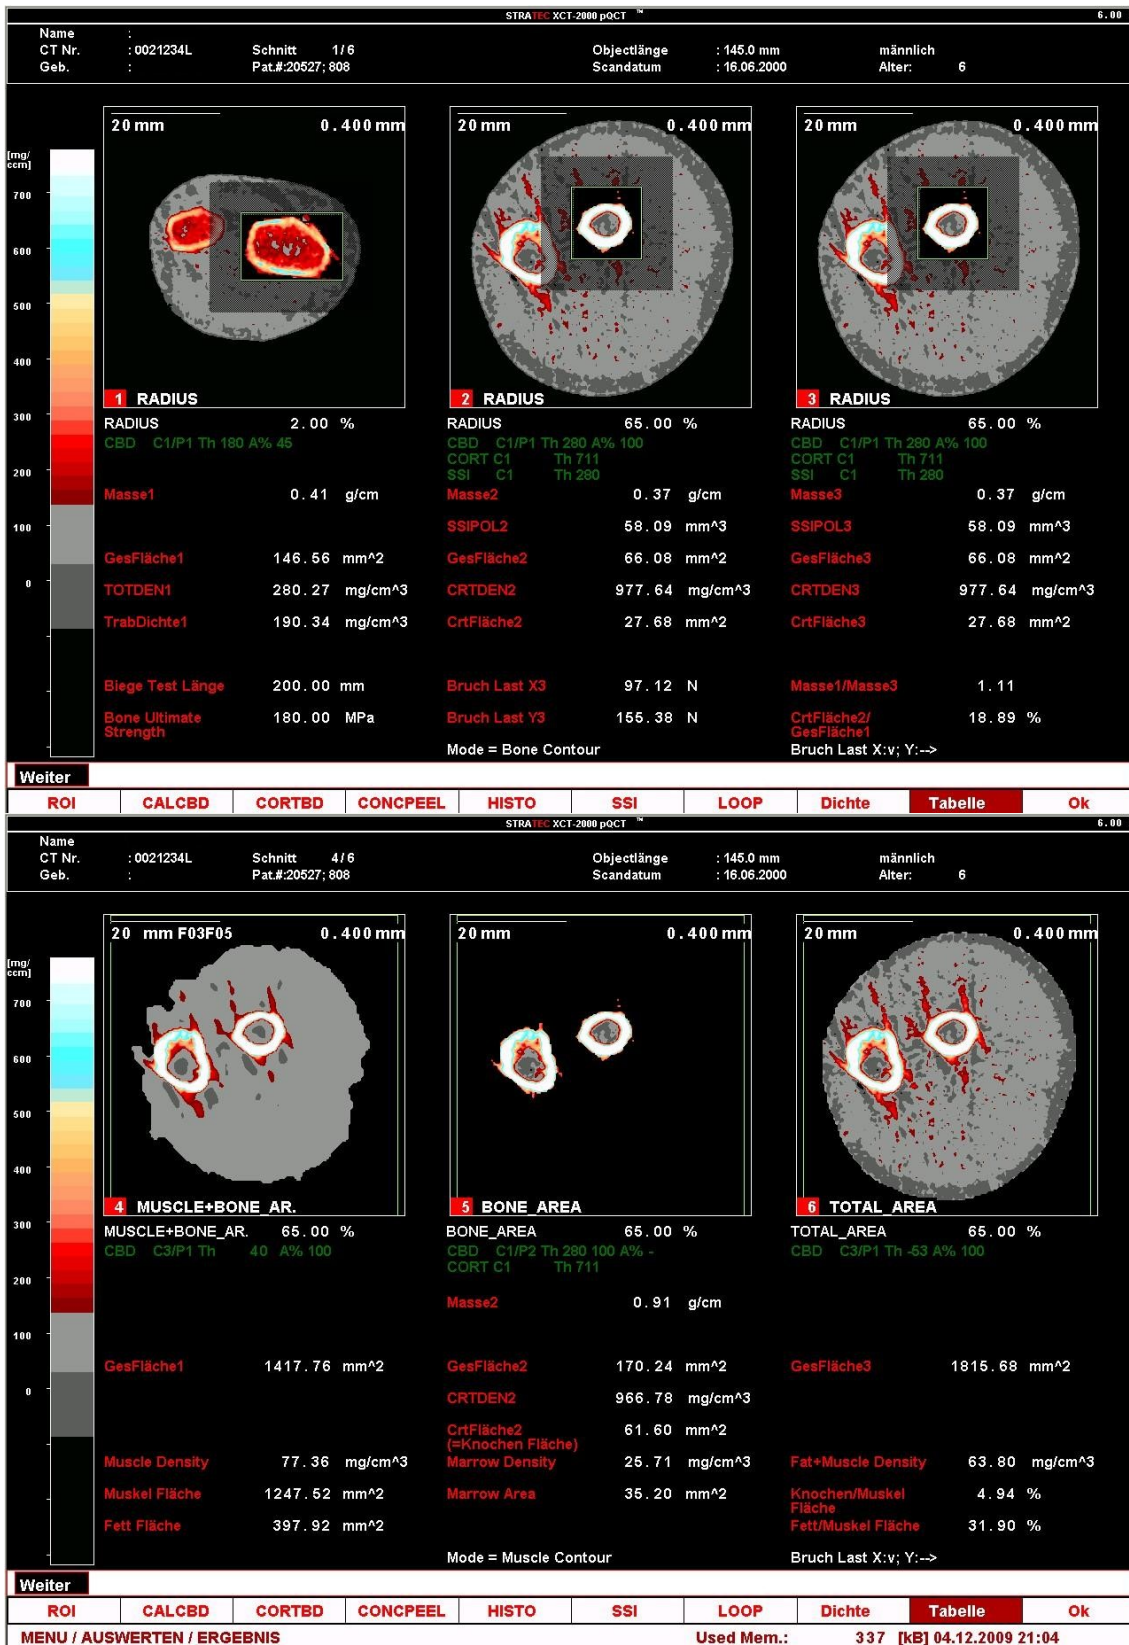 STRATEC XCT-2000 pQCT ™ 6.00
Name :
CT Nr. : 0021234L Schnitt 1/6 Objectlänge : 145.0 mm männlich
Geb. : Pat.#:20527; 808 Scandatum : 16.06.2000 Alter: 6
20 mm 0.400 mm 20 mm 0.400 mm 20 mm 0.400 mm
[mg/
ccm]
700
600
500
400
300
200
100
0
1 RADIUS 2 RADIUS 3 RADIUS
RADIUS 2.00 % RADIUS 65.00 % RADIUS 65.00 %
CBD C1/P1 Th 180 A% 45 CBD C1/P1 Th 280 A% 100 CBD C1/P1 Th 280 A% 100
CORT C1 Th 711 CORT C1 Th 711
SSI C1 Th 280 SSI C1 Th 280
Masse1 0.41 g/cm Masse2 0.37 g/cm Masse3 0.37 g/cm
SSIPOL2 58.09 mm^3 SSIPOL3 58.09 mm^3
GesFläche1 146.56 mm^2 GesFläche2 66.08 mm^2 GesFläche3 66.08 mm^2
TOTDEN1 280.27 mg/cm^3 CRTDEN2 977.64 mg/cm^3 CRTDEN3 977.64 mg/cm^3
TrabDichte1 190.34 mg/cm^3 CrtFläche2 27.68 mm^2 CrtFläche3 27.68 mm^2
Biege Test Länge 200.00 mm Bruch Last X3 97.12 N Masse1/Masse3 1.11
Bone Ultimate Strength 180.00 MPa Bruch Last Y3 155.38 N CrtFläche2/ GesFläche1 18.89 %
Mode = Bone Contour Bruch Last X:v; Y:-->
Weiter
ROI CALCBD CORTBD CONCPEEL HISTO SSI LOOP Dichte Tabelle Ok
STRATEC XCT-2000 pQCT ™ 6.00
Name
CT Nr. : 0021234L Schnitt 4/6 Objectlänge : 145.0 mm männlich
Geb. : Pat.#:20527; 808 Scandatum : 16.06.2000 Alter: 6
20 mm F03F05 0.400 mm 20 mm 0.400 mm 20 mm 0.400 mm
[mg/
ccm]
700
600
500
400
300
200
100
0
4 MUSCLE+BONE_AR. 5 BONE_AREA 6 TOTAL_AREA
MUSCLE+BONE_AR. 65.00 % BONE_AREA 65.00 % TOTAL_AREA 65.00 %
CBD C3/P1 Th 40 A% 100 CBD C1/P2 Th 280 100 A% - CBD C3/P1 Th -53 A% 100
CORT C1 Th 711
Masse2 0.91 g/cm
GesFläche1 1417.76 mm^2 GesFläche2 170.24 mm^2 GesFläche3 1815.68 mm^2
CRTDEN2 966.78 mg/cm^3
CrtFläche2 (=Knochen Fläche) 61.60 mm^2
Muscle Density 77.36 mg/cm^3 Marrow Density 25.71 mg/cm^3 Fat+Muscle Density 63.80 mg/cm^3
Muskel Fläche 1247.52 mm^2 Marrow Area 35.20 mm^2 Knochen/Muskel Fläche 4.94 %
Fett Fläche 397.92 mm^2 Fett/Muskel Fläche 31.90 %
Mode = Muscle Contour Bruch Last X:v; Y:-->
Weiter
ROI CALCBD CORTBD CONCPEEL HISTO SSI LOOP Dichte Tabelle Ok
MENU / AUSWERTEN / ERGEBNIS Used Mem.: 337 [kB] 04.12.2009 21:04